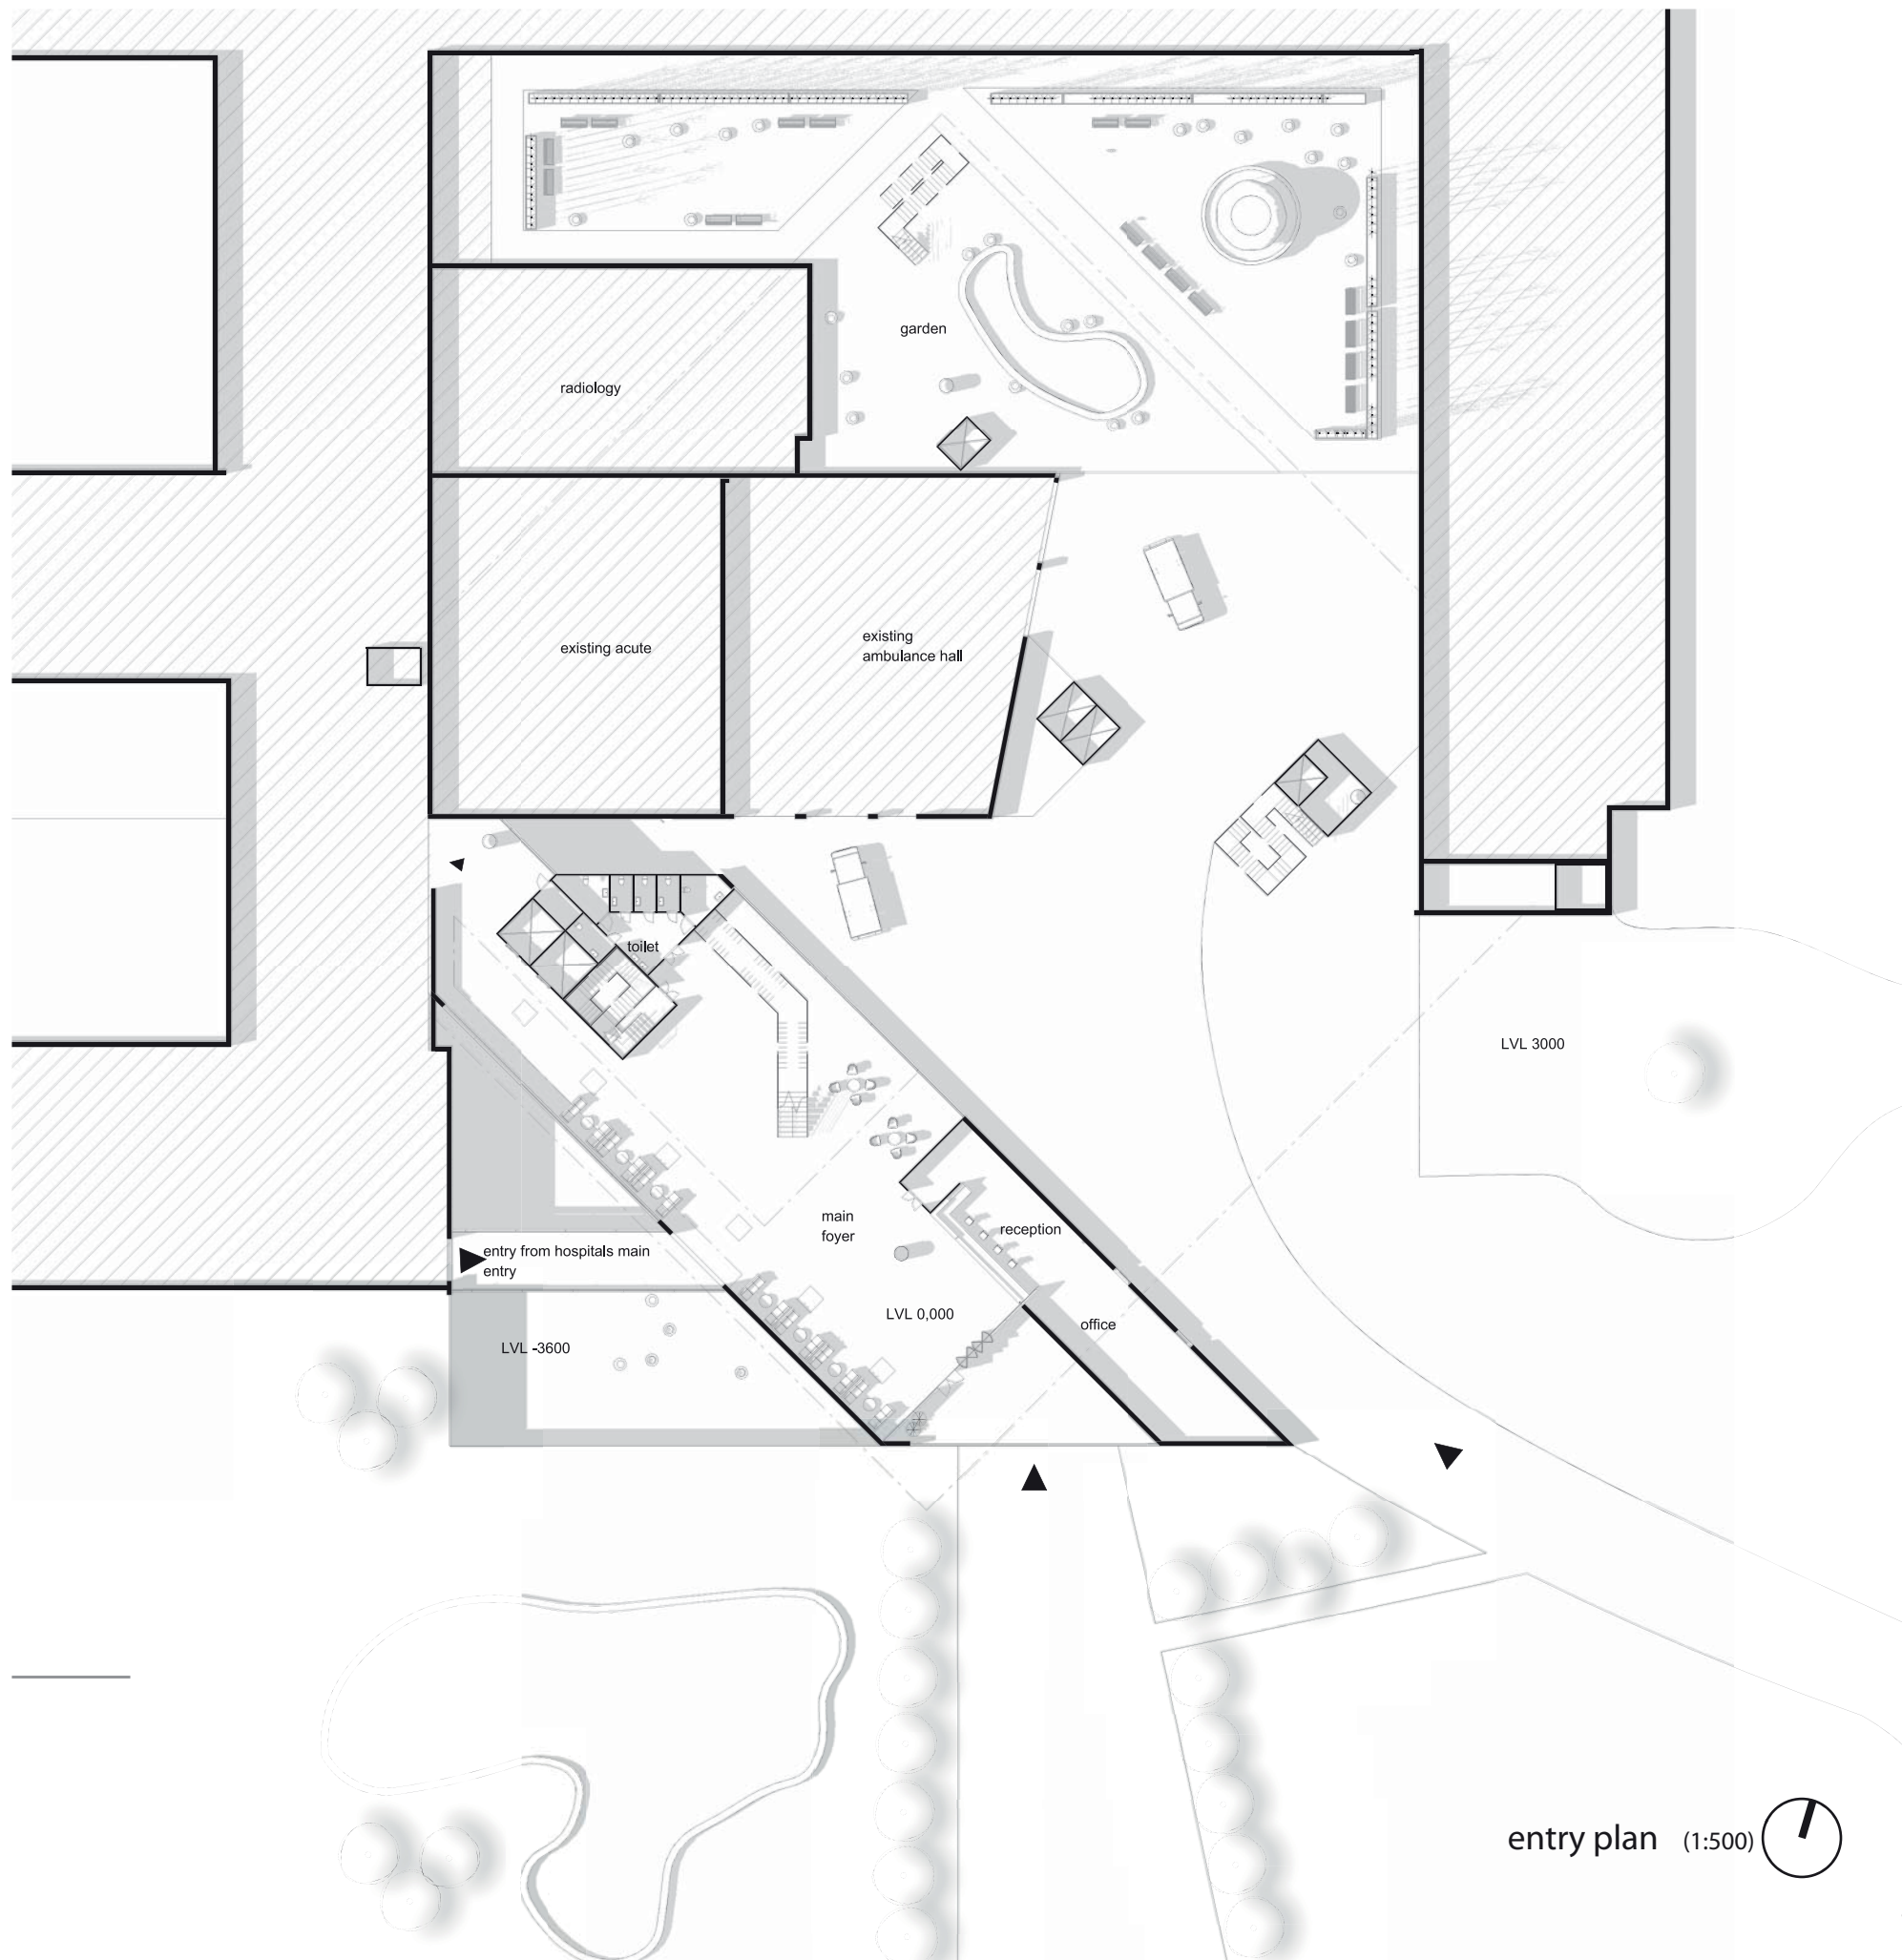 garden
radiology
existing acute
existing
ambulance hall
toilet
LVL 3000
main
foyer
reception
entry from hospitals main
entry
LVL 0,000
office
LVL -3600
entry plan (1:500)